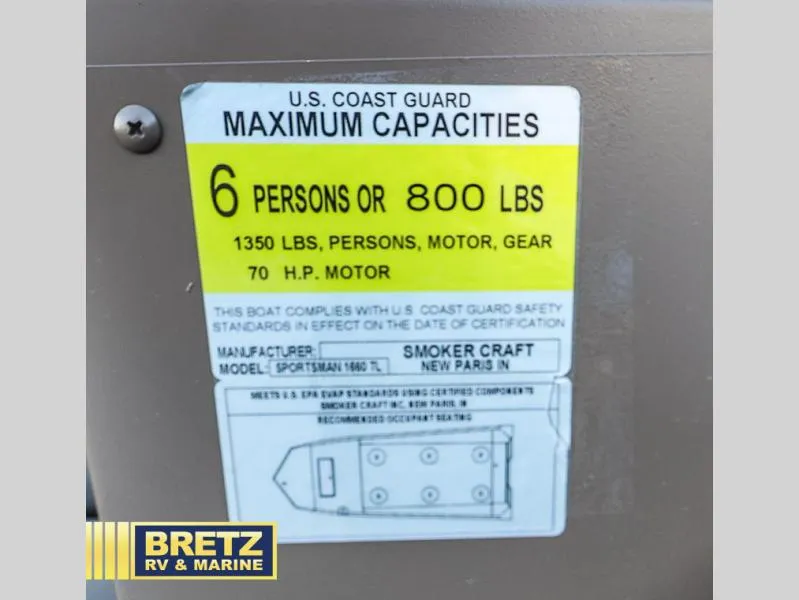 U.S. COAST GUARD
MAXIMUM CAPACITIES
6 PERSONS OR 800 LBS
1350 LBS, PERSONS, MOTOR, GEAR
70 H.P. MOTOR
THIS BOAT COMPLIES WITH U.S. COAST GUARD SAFETY
STANDARDS IN EFFECT ON THE DATE OF CERTIFICATION
MANUFACTURER: SMOKER CRAFT
MODEL: SPORTSMAN 1660 TL NEW PARIS IN
MEETS U.S. EPA EVAP STANDARDS USING CERTIFIED COMPONENTS
SMOKER CRAFT INC, NEW PARIS, IN
RECOMMENDED OCCUPANT SEATING
BRETZ
RV & MARINE